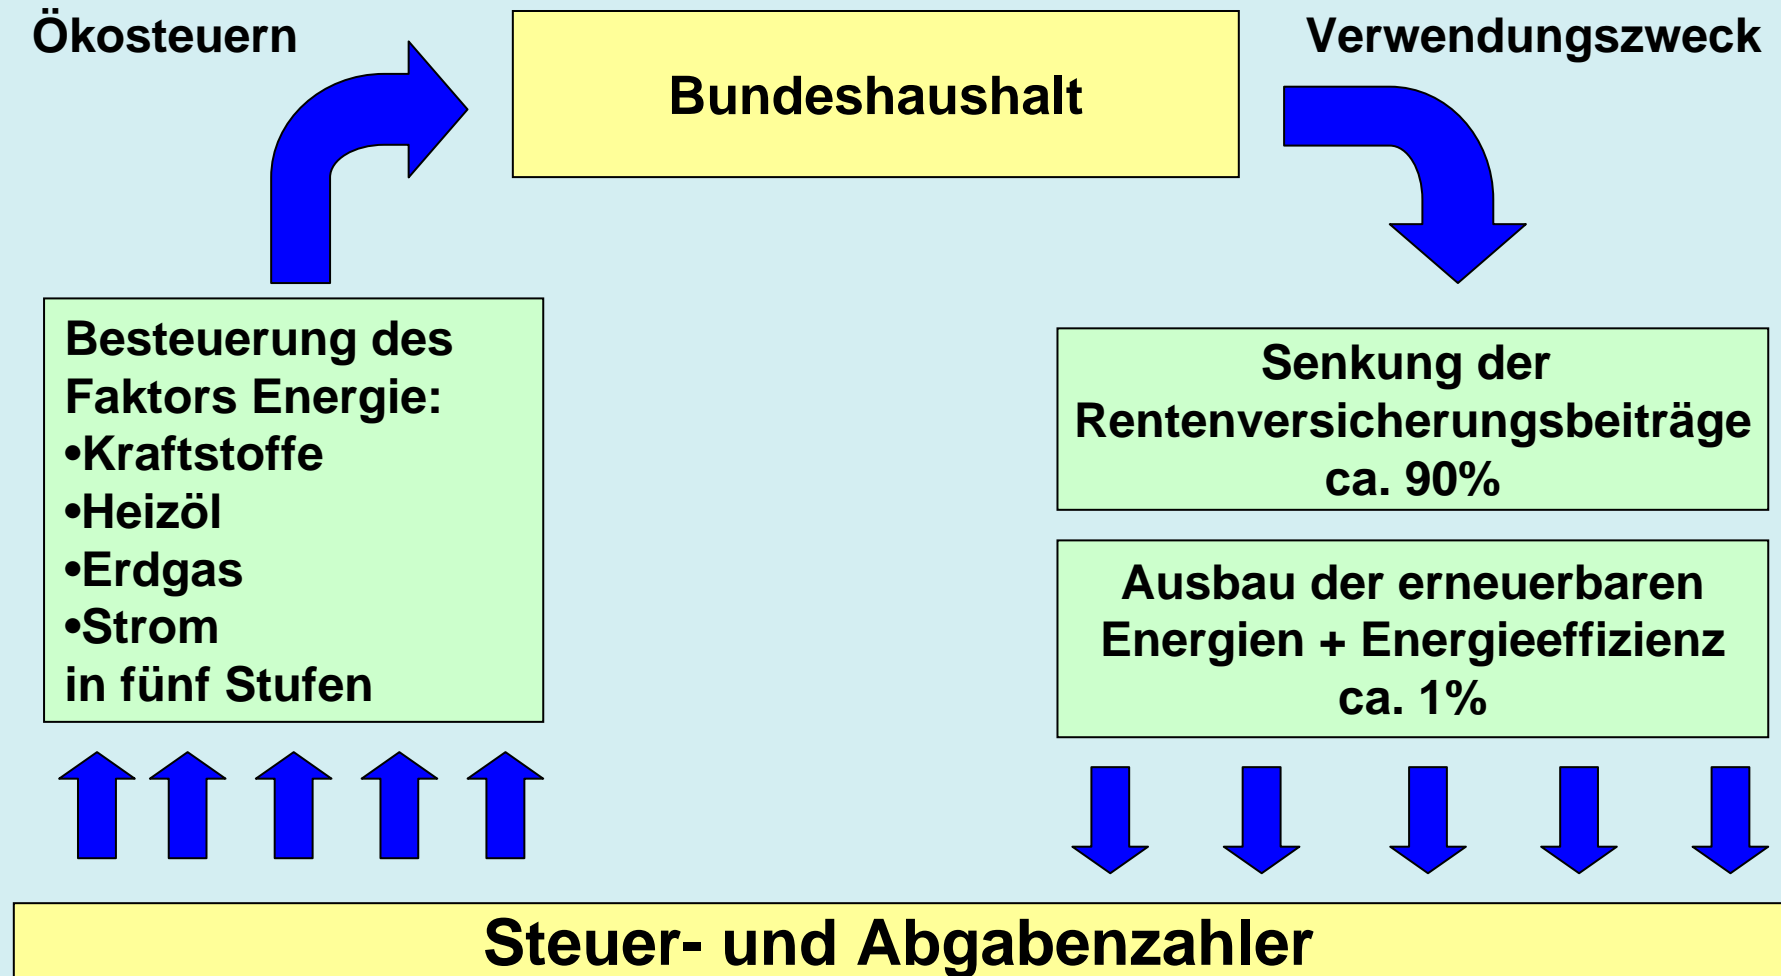 Ökosteuern
Bundeshaushalt
Verwendungszweck
Besteuerung des
Faktors Energie:
•Kraftstoffe
•Heizöl
•Erdgas
•Strom
in fünf Stufen
Senkung der
Rentenversicherungsbeiträge
ca. 90%
Ausbau der erneuerbaren
Energien + Energieeffizienz
ca. 1%
Steuer- und Abgabenzahler